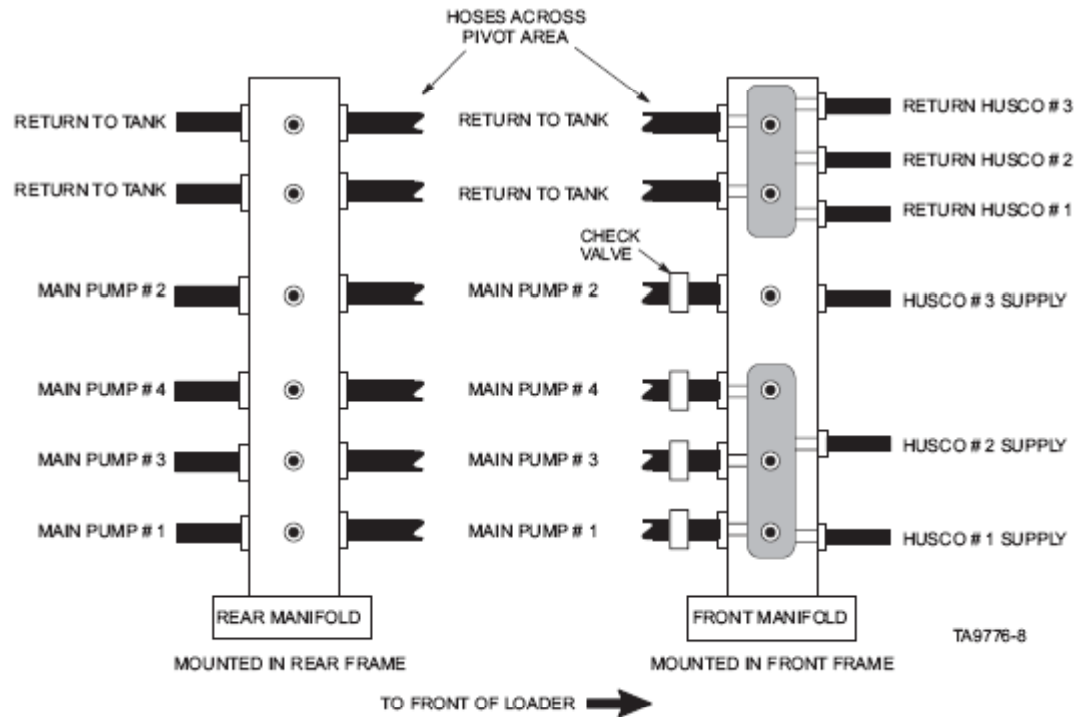 HOSES ACROSS
PIVOT AREA
RETURN TO TANK
RETURN TO TANK
MAIN PUMP # 2
MAIN PUMP # 4
MAIN PUMP # 3
MAIN PUMP # 1
REAR MANIFOLD
MOUNTED IN REAR FRAME
RETURN TO TANK
RETURN TO TANK
CHECK
VALVE
MAIN PUMP # 2
MAIN PUMP # 4
MAIN PUMP # 3
MAIN PUMP # 1
RETURN HUSCO # 3
RETURN HUSCO # 2
RETURN HUSCO # 1
HUSCO # 3 SUPPLY
HUSCO # 2 SUPPLY
HUSCO # 1 SUPPLY
FRONT MANIFOLD
MOUNTED IN FRONT FRAME
TA9776-8
TO FRONT OF LOADER